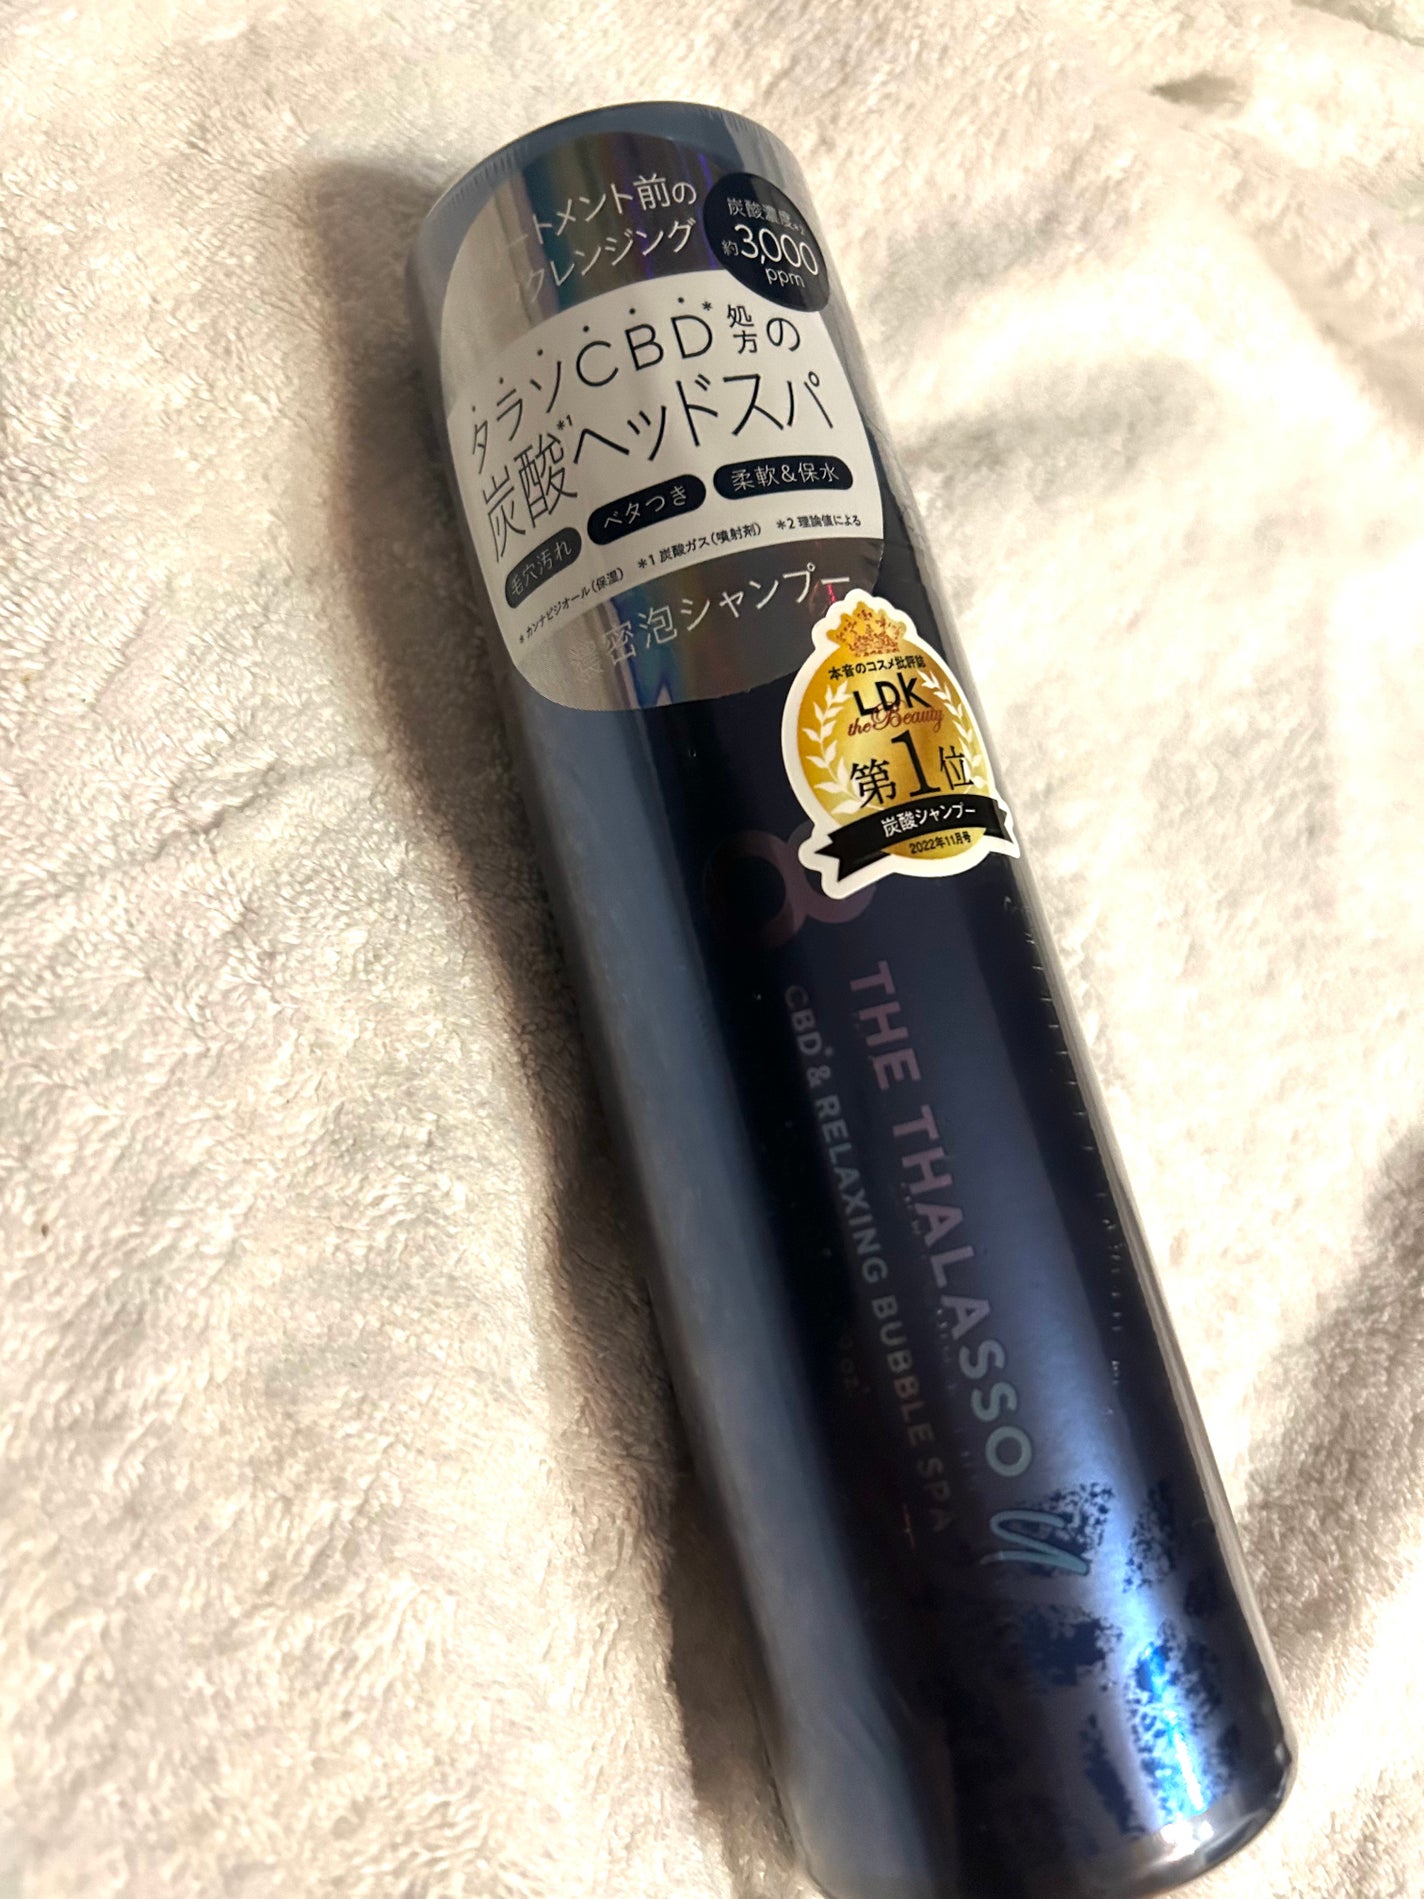 ートメント前の
クレンジング
炭酸濃度*2
約3,000
ppm
タラソCBD*処方の
炭酸*1ヘッドスパ
毛穴汚れ ベタつき 柔軟&保水
*カンナビジオール(保湿) *1 炭酸ガス(噴射剤) *2 理論値による
密泡シャンプー
本音のコスメ批評誌
LDK
the Beauty
第1位
炭酸シャンプー
2022年11月号
THE THALASSO u
CBD* & RELAXING BUBBLE SPA